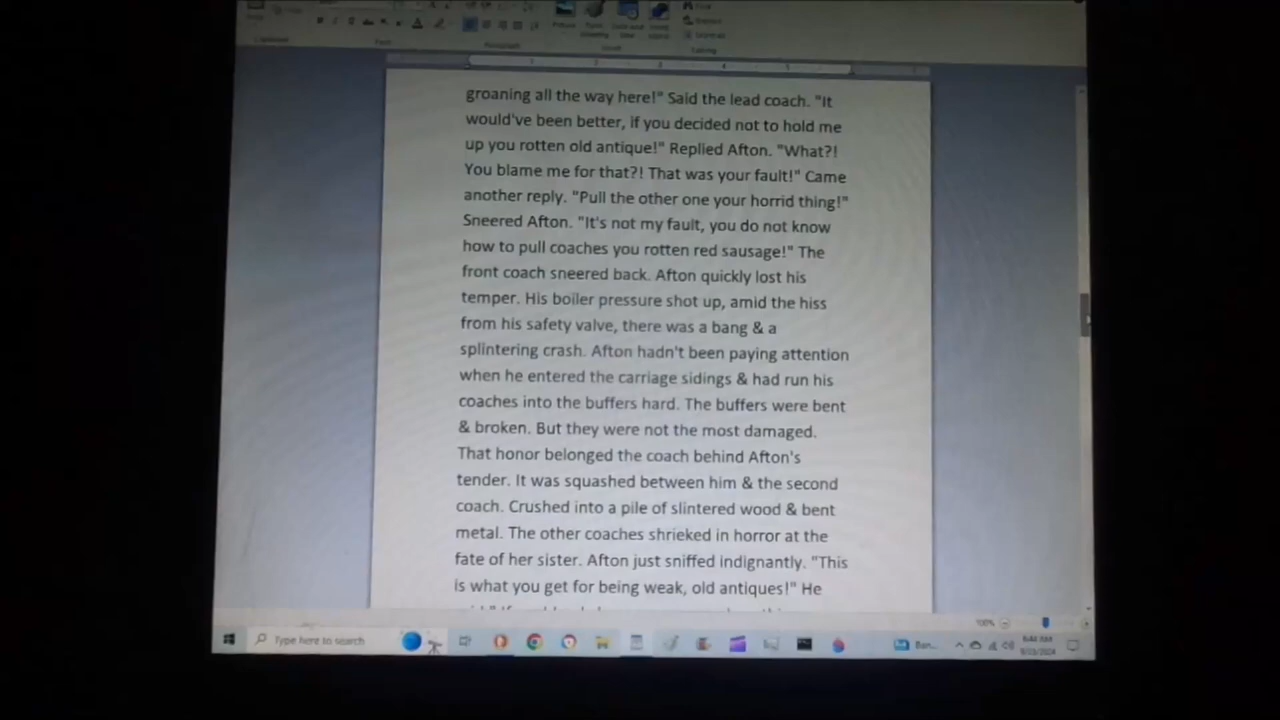 groaning all the way here!" Said the lead coach. "It
would've been better, if you decided not to hold me
up you rotten old antique!" Replied Afton. "What?!
You blame me for that?! That was your fault!" Came
another reply. "Pull the other one your horrid thing!"
Sneered Afton. "It's not my fault, you do not know
how to pull coaches you rotten red sausage!" The
front coach sneered back. Afton quickly lost his
temper. His boiler pressure shot up, amid the hiss
from his safety valve, there was a bang & a
splintering crash. Afton hadn't been paying attention
when he entered the carriage sidings & had run his
coaches into the buffers hard. The buffers were bent
& broken. But they were not the most damaged.
That honor belonged the coach behind Afton's
tender. It was squashed between him & the second
coach. Crushed into a pile of slintered wood & bent
metal. The other coaches shrieked in horror at the
fate of her sister. Afton just sniffed indignantly. "This
is what you get for being weak, old antiques!" He
100%
Type here to search
Ban...
6:44 AM